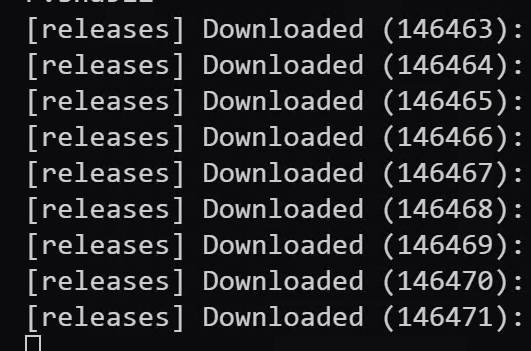 [releases] Downloaded (146463):
[releases] Downloaded (146464):
[releases] Downloaded (146465):
[releases] Downloaded (146466):
[releases] Downloaded (146467):
[releases] Downloaded (146468):
[releases] Downloaded (146469):
[releases] Downloaded (146470):
[releases] Downloaded (146471):